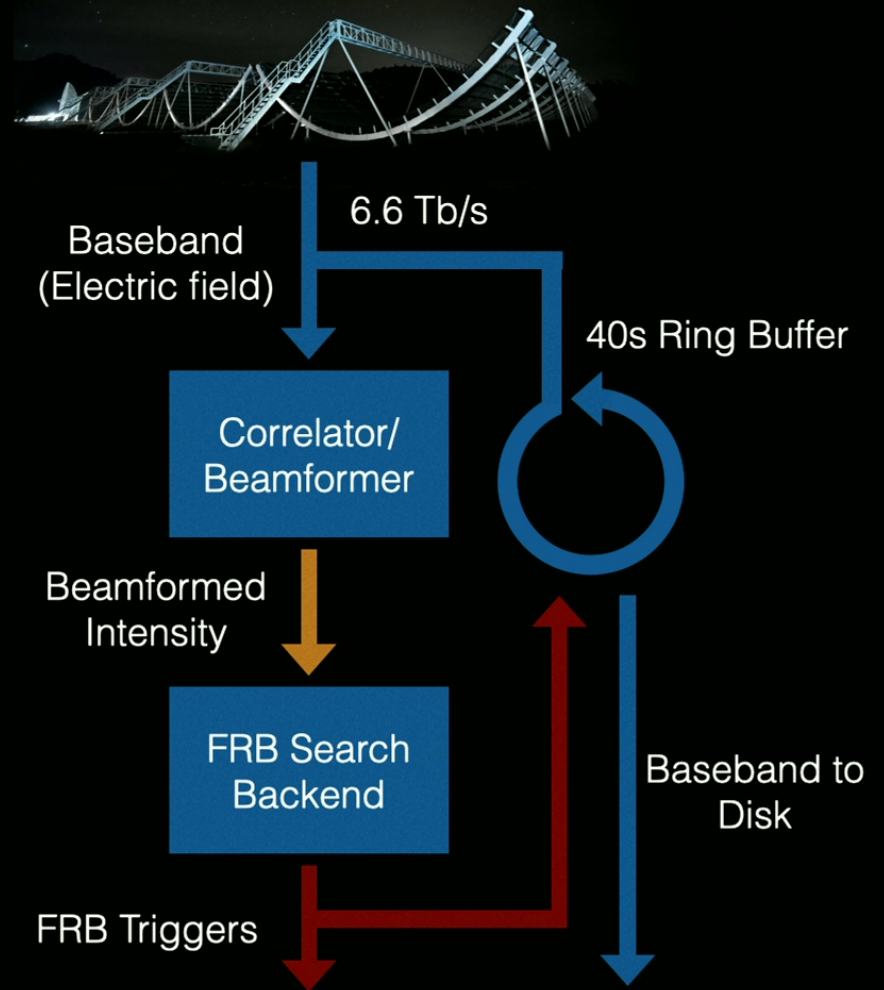 6.6 Tb/s
Baseband
(Electric field)
40s Ring Buffer
Correlator/
Beamformer
Beamformed
Intensity
FRB Search
Backend
Baseband to
Disk
FRB Triggers